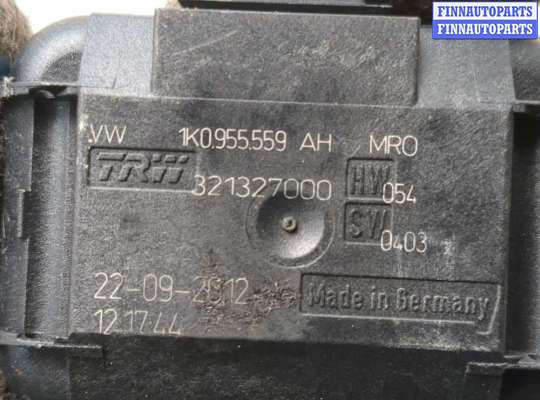 FINNAUTOPARTS
FINNAUTOPARTS
VW 1K0.955.559 AH MRO
TRW HW
321327000 054
SW
0403
22-09-2012
12:17:44 Made in Germany